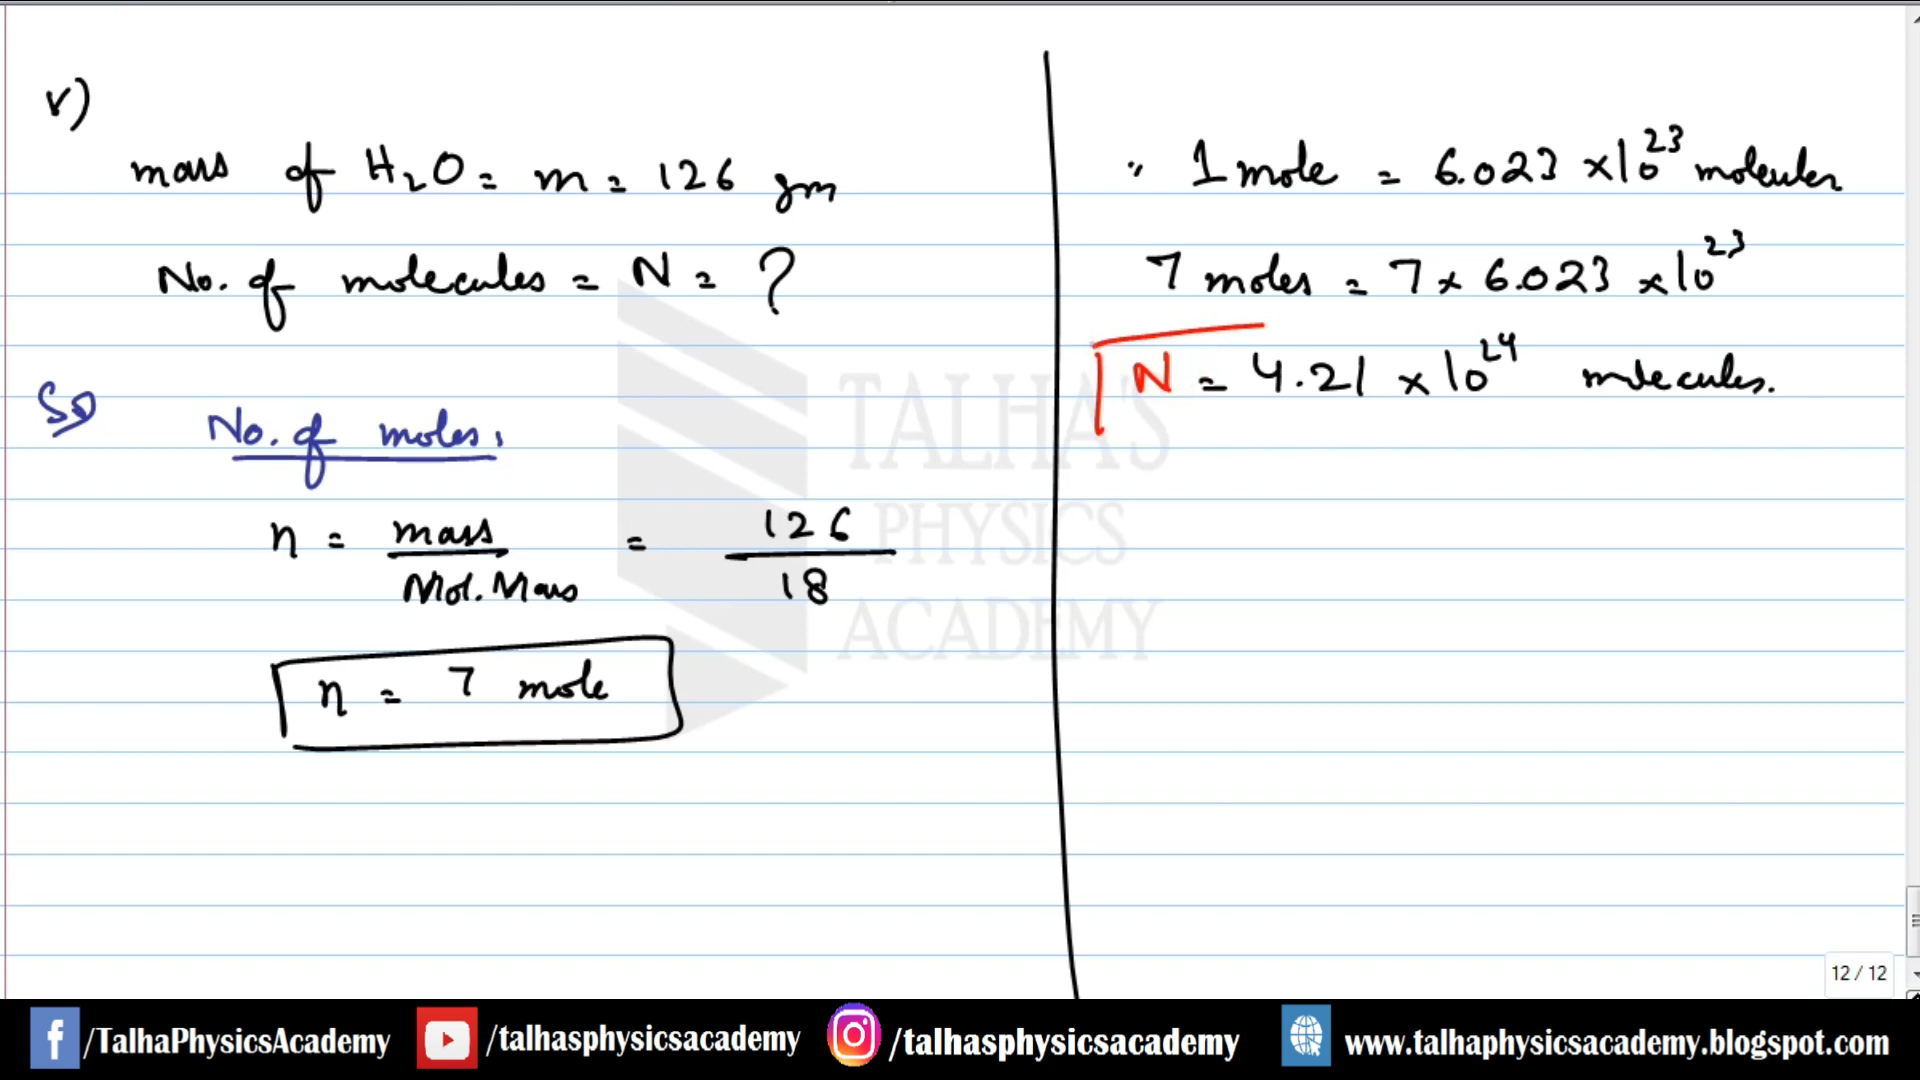 v)
mass of H₂O = m = 126 gm
No. of molecules = N = ?
Sol
No. of moles:
n = mass / Mol. Mass = 126 / 18
n = 7 mole
∵ 1 mole = 6.023 ×10²³ molecules
7 moles = 7 × 6.023 ×10²³
N = 4.21 × 10²⁴ molecules.
TALHA'S
PHYSICS
ACADEMY
12 / 12
/TalhaPhysicsAcademy /talhasphysicsacademy /talhasphysicsacademy www.talhaphysicsacademy.blogspot.com